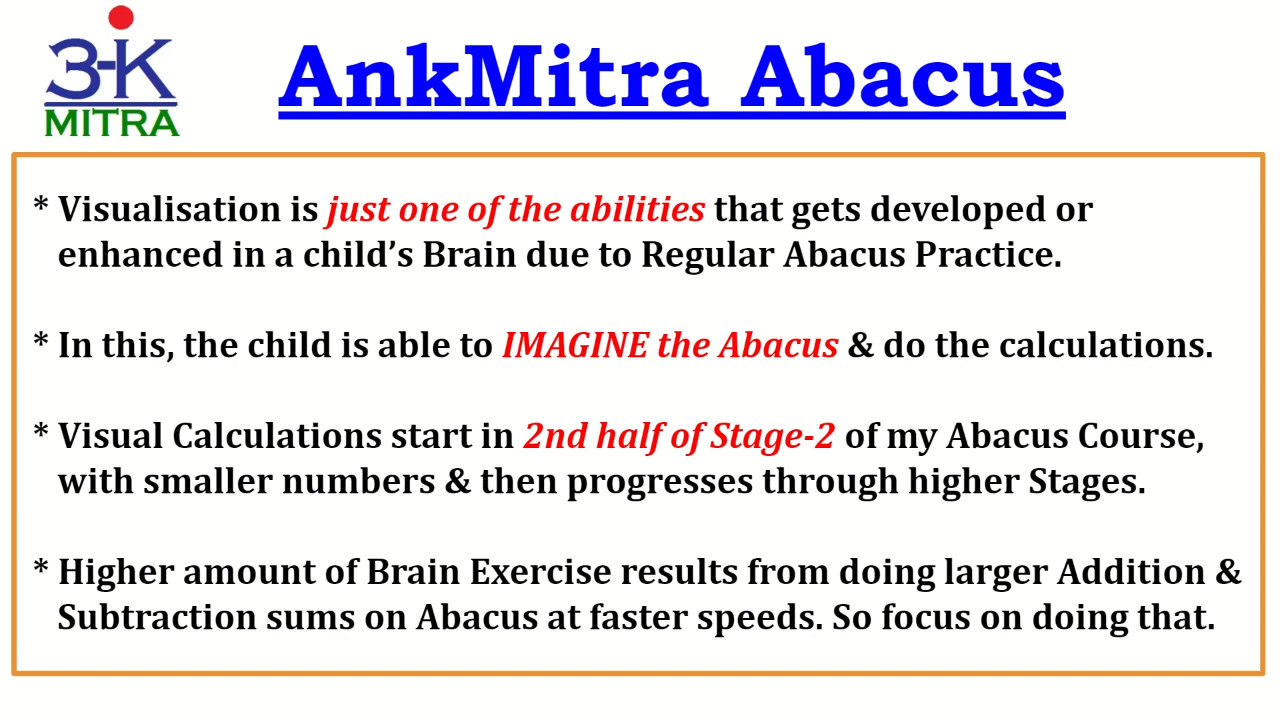 3-K
MITRA
AnkMitra Abacus
* Visualisation is just one of the abilities that gets developed or
enhanced in a child’s Brain due to Regular Abacus Practice.
* In this, the child is able to IMAGINE the Abacus & do the calculations.
* Visual Calculations start in 2nd half of Stage-2 of my Abacus Course,
with smaller numbers & then progresses through higher Stages.
* Higher amount of Brain Exercise results from doing larger Addition &
Subtraction sums on Abacus at faster speeds. So focus on doing that.